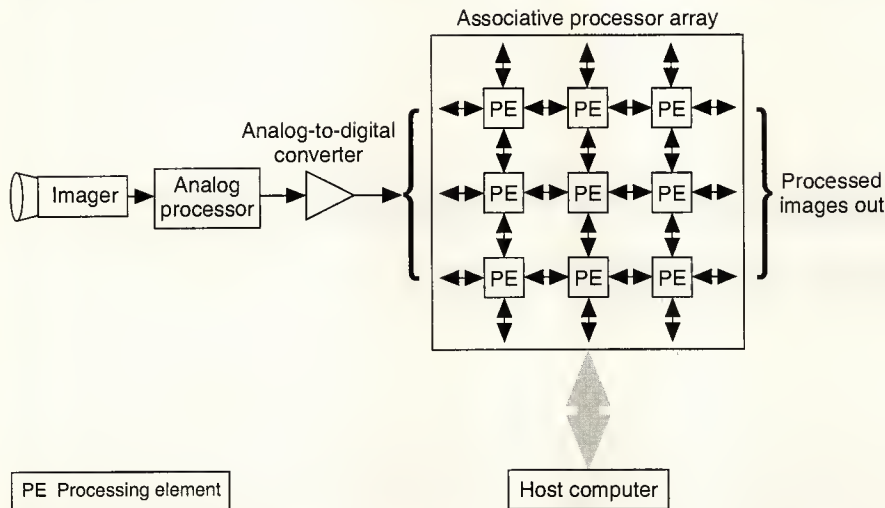 Associative processor array
Analog-to-digital
converter
Imager
Analog
processor
PE PE PE
PE PE PE
PE PE PE
Processed
images out
PE Processing element
Host computer